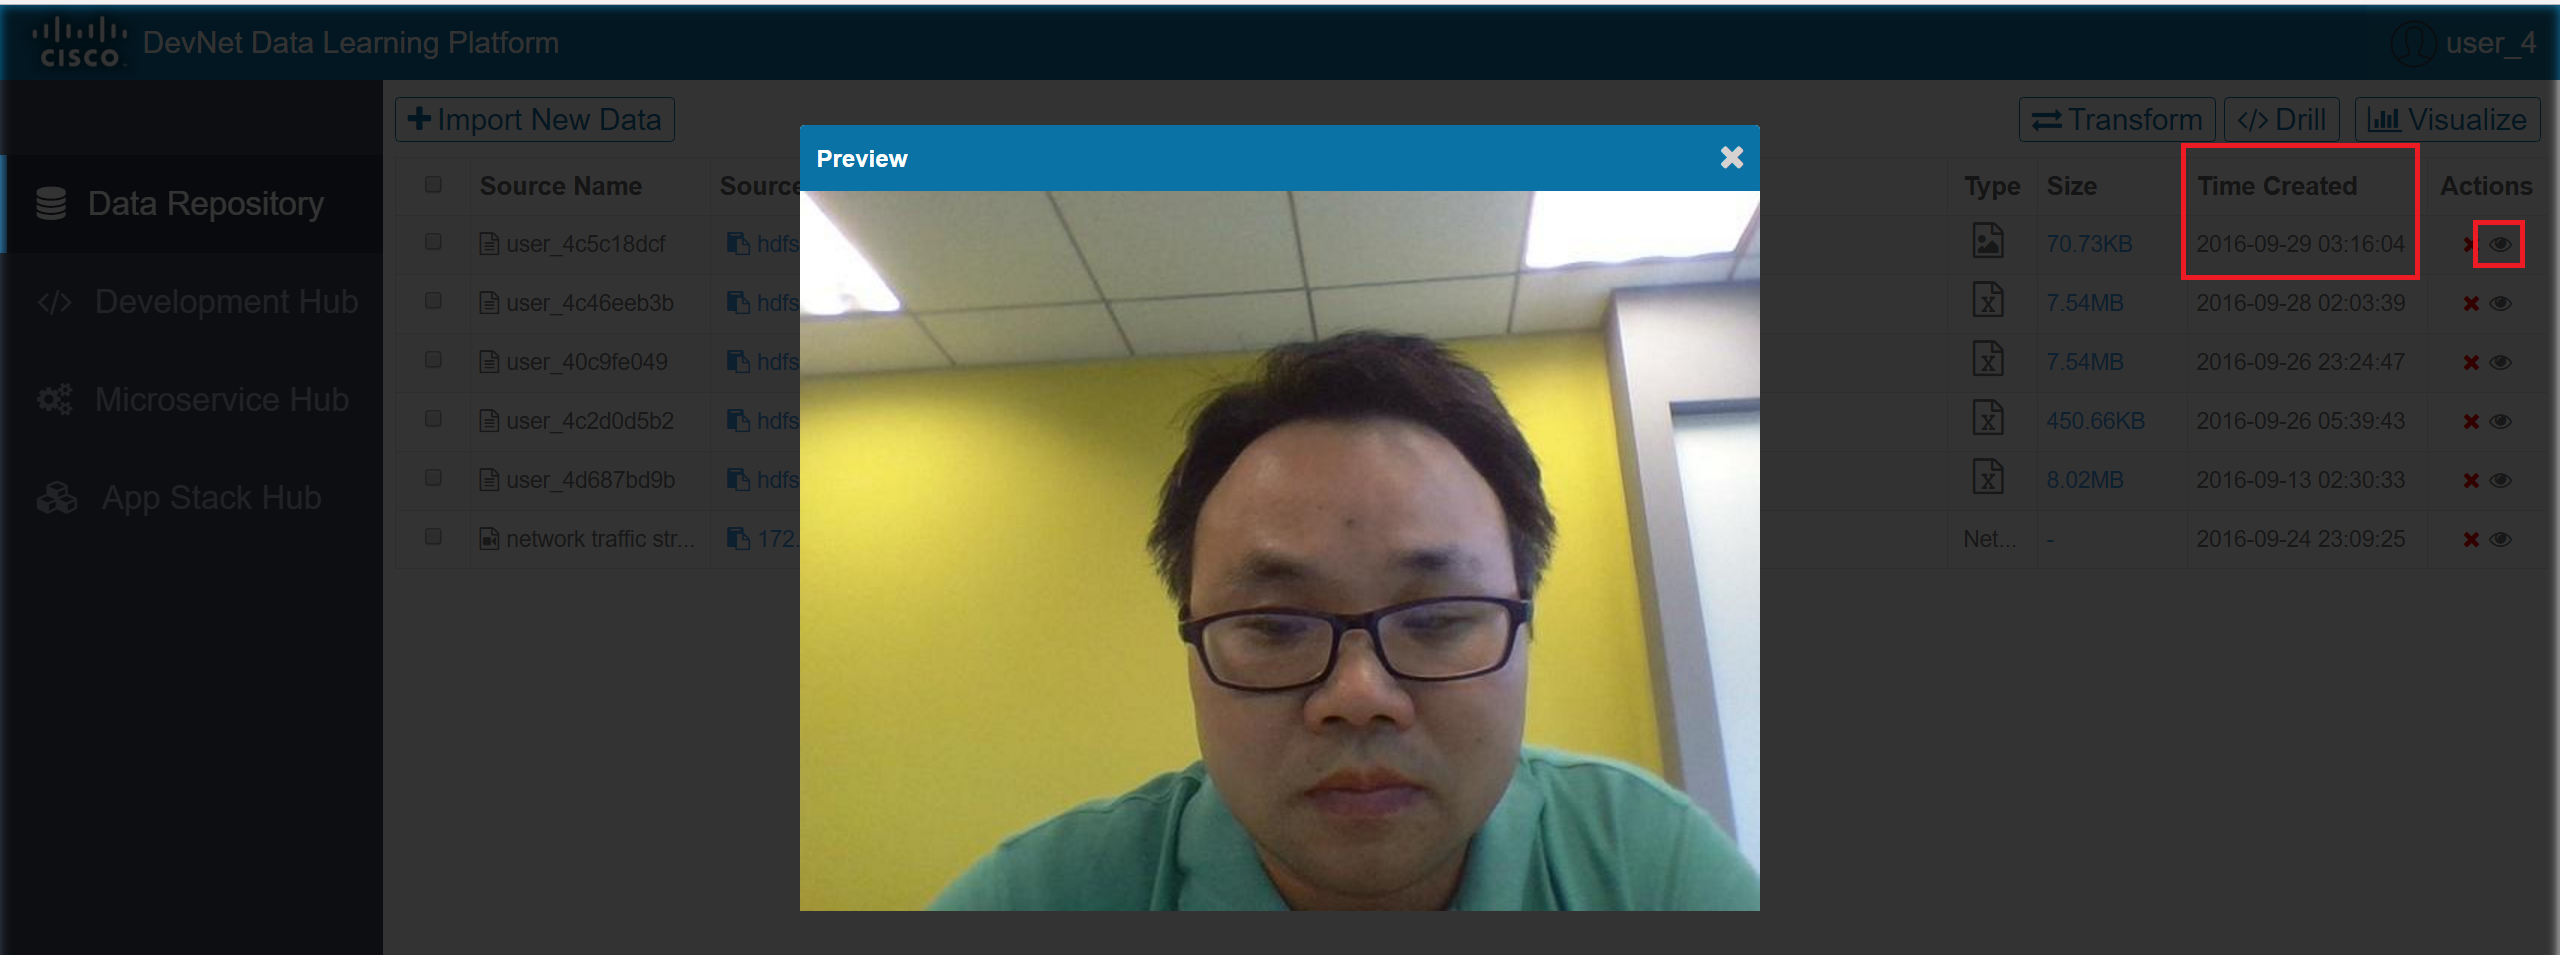 CISCO DevNet Data Learning Platform user_4
Import New Data Transform </> Drill Visualize
Preview
Source Name Source Type Size Time Created Actions
Data Repository
Development Hub
Microservice Hub
App Stack Hub
user_4c5c18dcf hdfs 70.73KB 2016-09-29 03:16:04
user_4c46eeb3b hdfs 7.54MB 2016-09-28 02:03:39
user_40c9fe049 hdfs 7.54MB 2016-09-26 23:24:47
user_4c2d0d5b2 hdfs 450.66KB 2016-09-26 05:39:43
user_4d687bd9b hdfs 8.02MB 2016-09-13 02:30:33
network traffic str... 172. Net... - 2016-09-24 23:09:25